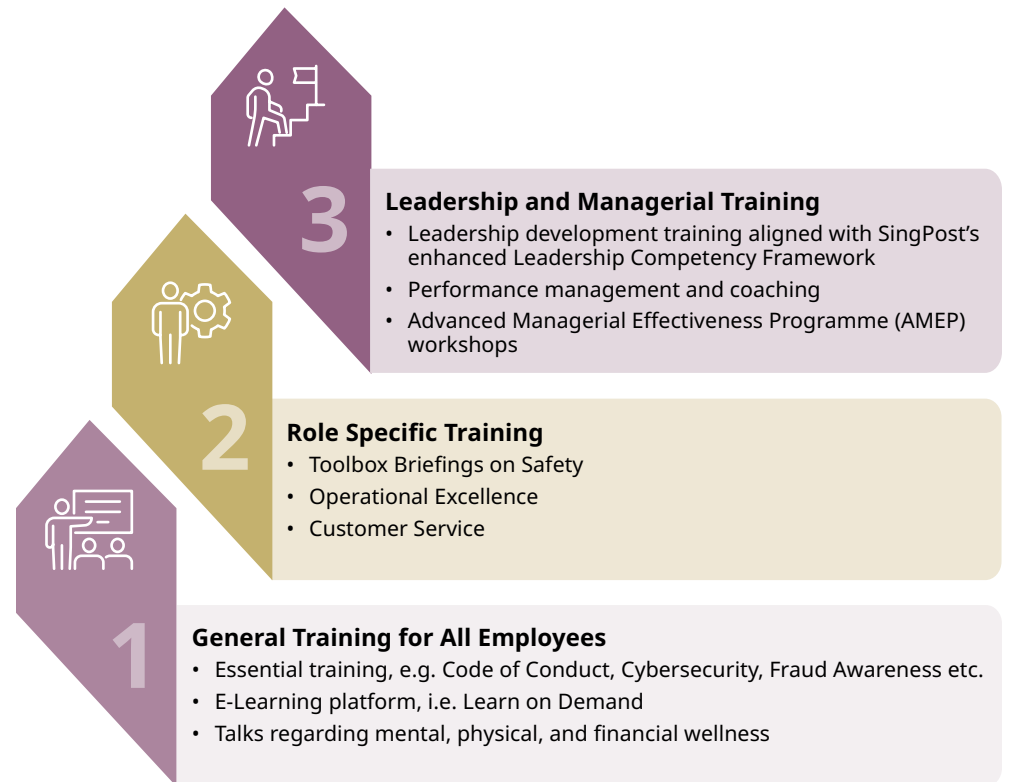 3
Leadership and Managerial Training
• Leadership development training aligned with SingPost’s
enhanced Leadership Competency Framework
• Performance management and coaching
• Advanced Managerial Effectiveness Programme (AMEP)
workshops
2
Role Specific Training
• Toolbox Briefings on Safety
• Operational Excellence
• Customer Service
1
General Training for All Employees
• Essential training, e.g. Code of Conduct, Cybersecurity, Fraud Awareness etc.
• E-Learning platform, i.e. Learn on Demand
• Talks regarding mental, physical, and financial wellness